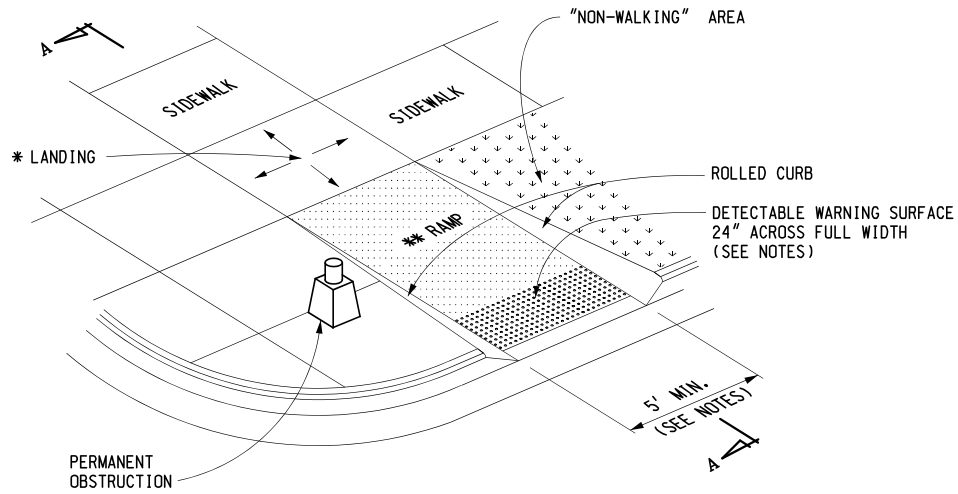 "NON-WALKING" AREA
A
SIDEWALK
SIDEWALK
* LANDING
ROLLED CURB
DETECTABLE WARNING SURFACE
24" ACROSS FULL WIDTH
(SEE NOTES)
** RAMP
5' MIN.
(SEE NOTES)
A
PERMANENT
OBSTRUCTION